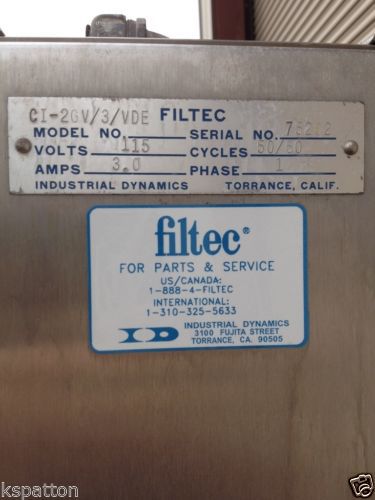 CI-2GV/3/VDE FILTEC
MODEL NO. SERIAL NO.
VOLTS 115 CYCLES 50/60
AMPS 3.0 PHASE 1
INDUSTRIAL DYNAMICS TORRANCE, CALIF.
filtec®
FOR PARTS & SERVICE
US/CANADA:
1-888-4-FILTEC
INTERNATIONAL:
1-310-325-5633
ID INDUSTRIAL DYNAMICS
3100 FUJITA STREET
TORRANCE, CA. 90505
kspatton